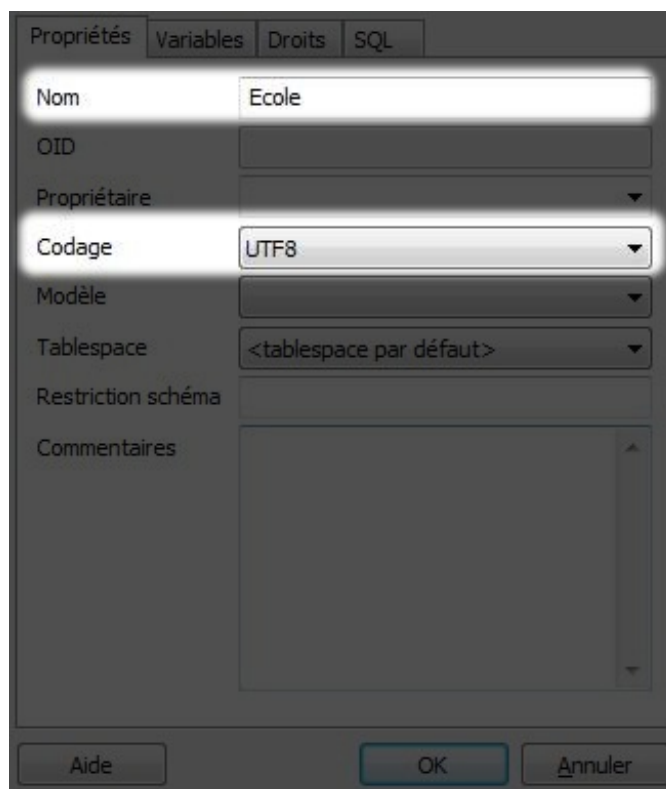 Propriétés Variables Droits SQL
Nom Ecole
OID
Propriétaire
Codage UTF8
Modèle
Tablespace <tablespace par défaut>
Restriction schéma
Commentaires
Aide OK Annuler